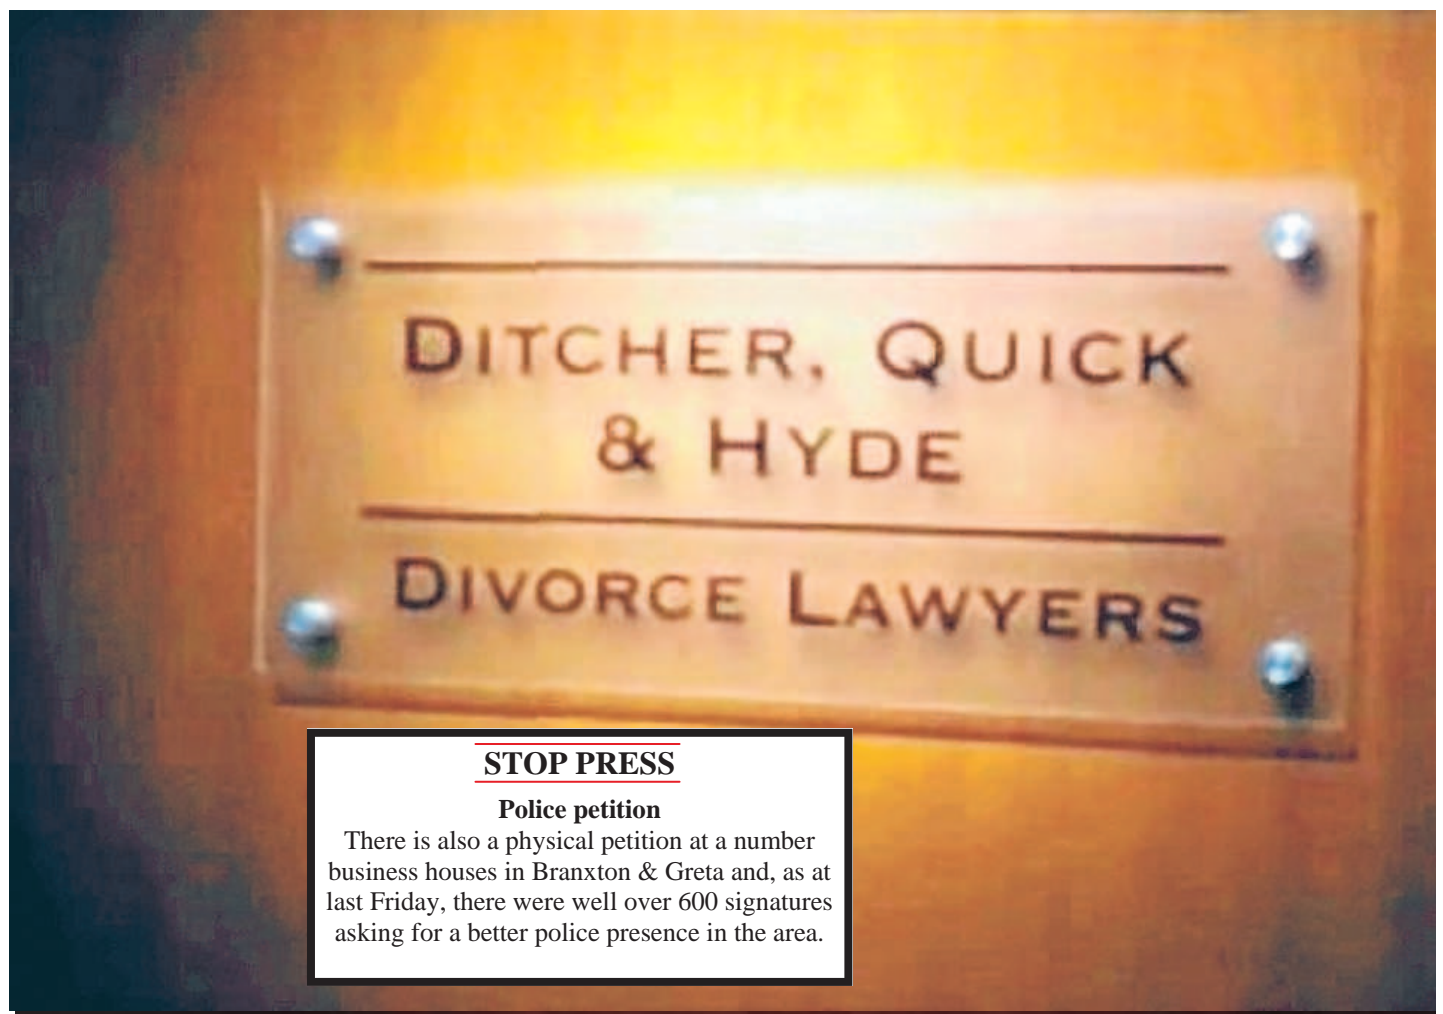 DITCHER, QUICK
& HYDE
DIVORCE LAWYERS
STOP PRESS
Police petition
There is also a physical petition at a number
business houses in Branxton & Greta and, as at
last Friday, there were well over 600 signatures
asking for a better police presence in the area.